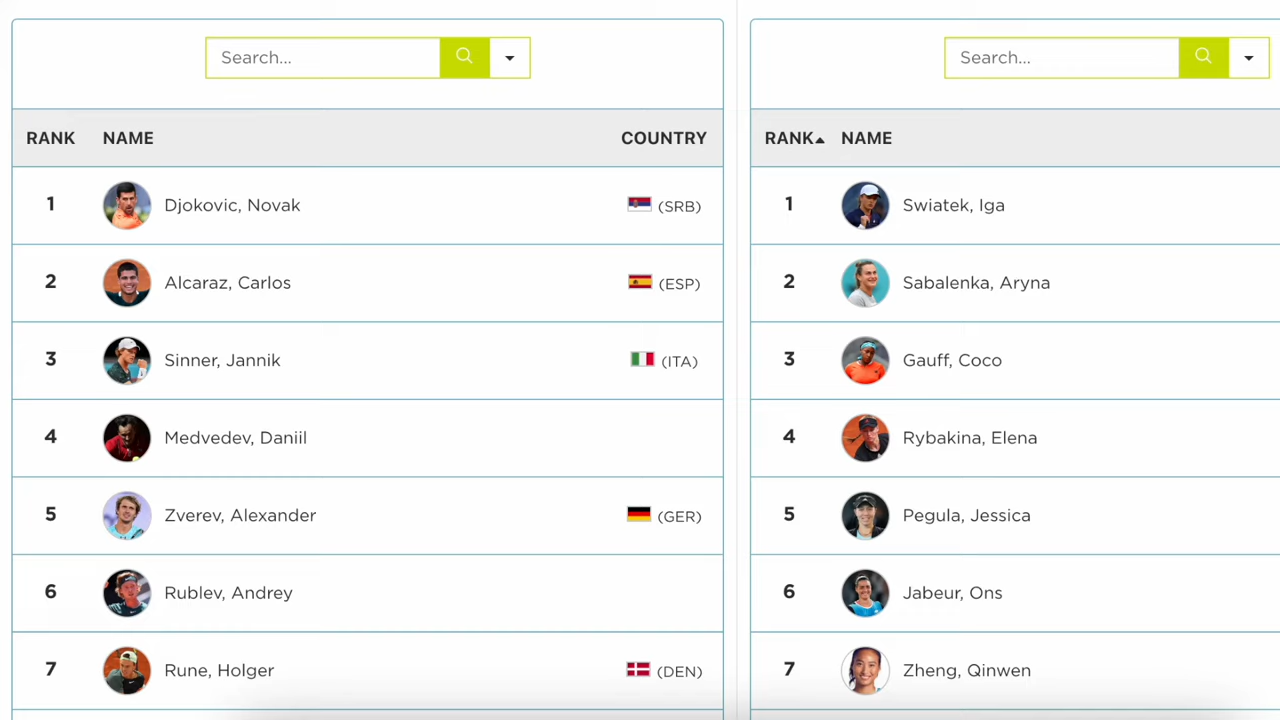 Search...
RANK NAME COUNTRY
1 Djokovic, Novak (SRB)
2 Alcaraz, Carlos (ESP)
3 Sinner, Jannik (ITA)
4 Medvedev, Daniil
5 Zverev, Alexander (GER)
6 Rublev, Andrey
7 Rune, Holger (DEN)
Search...
RANK NAME
1 Swiatek, Iga
2 Sabalenka, Aryna
3 Gauff, Coco
4 Rybakina, Elena
5 Pegula, Jessica
6 Jabeur, Ons
7 Zheng, Qinwen